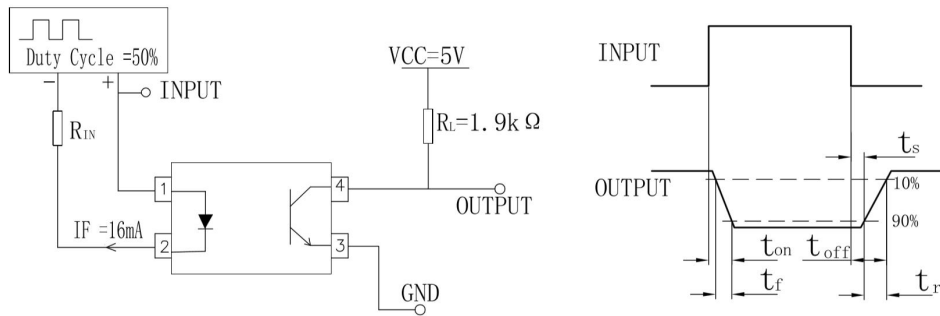 Duty Cycle =50%
- +
INPUT
RIN
VCC=5V
RL=1.9k Ω
1
4
OUTPUT
IF =16mA
2
3
GND
INPUT
ts
OUTPUT
10%
90%
ton
toff
tf
tr